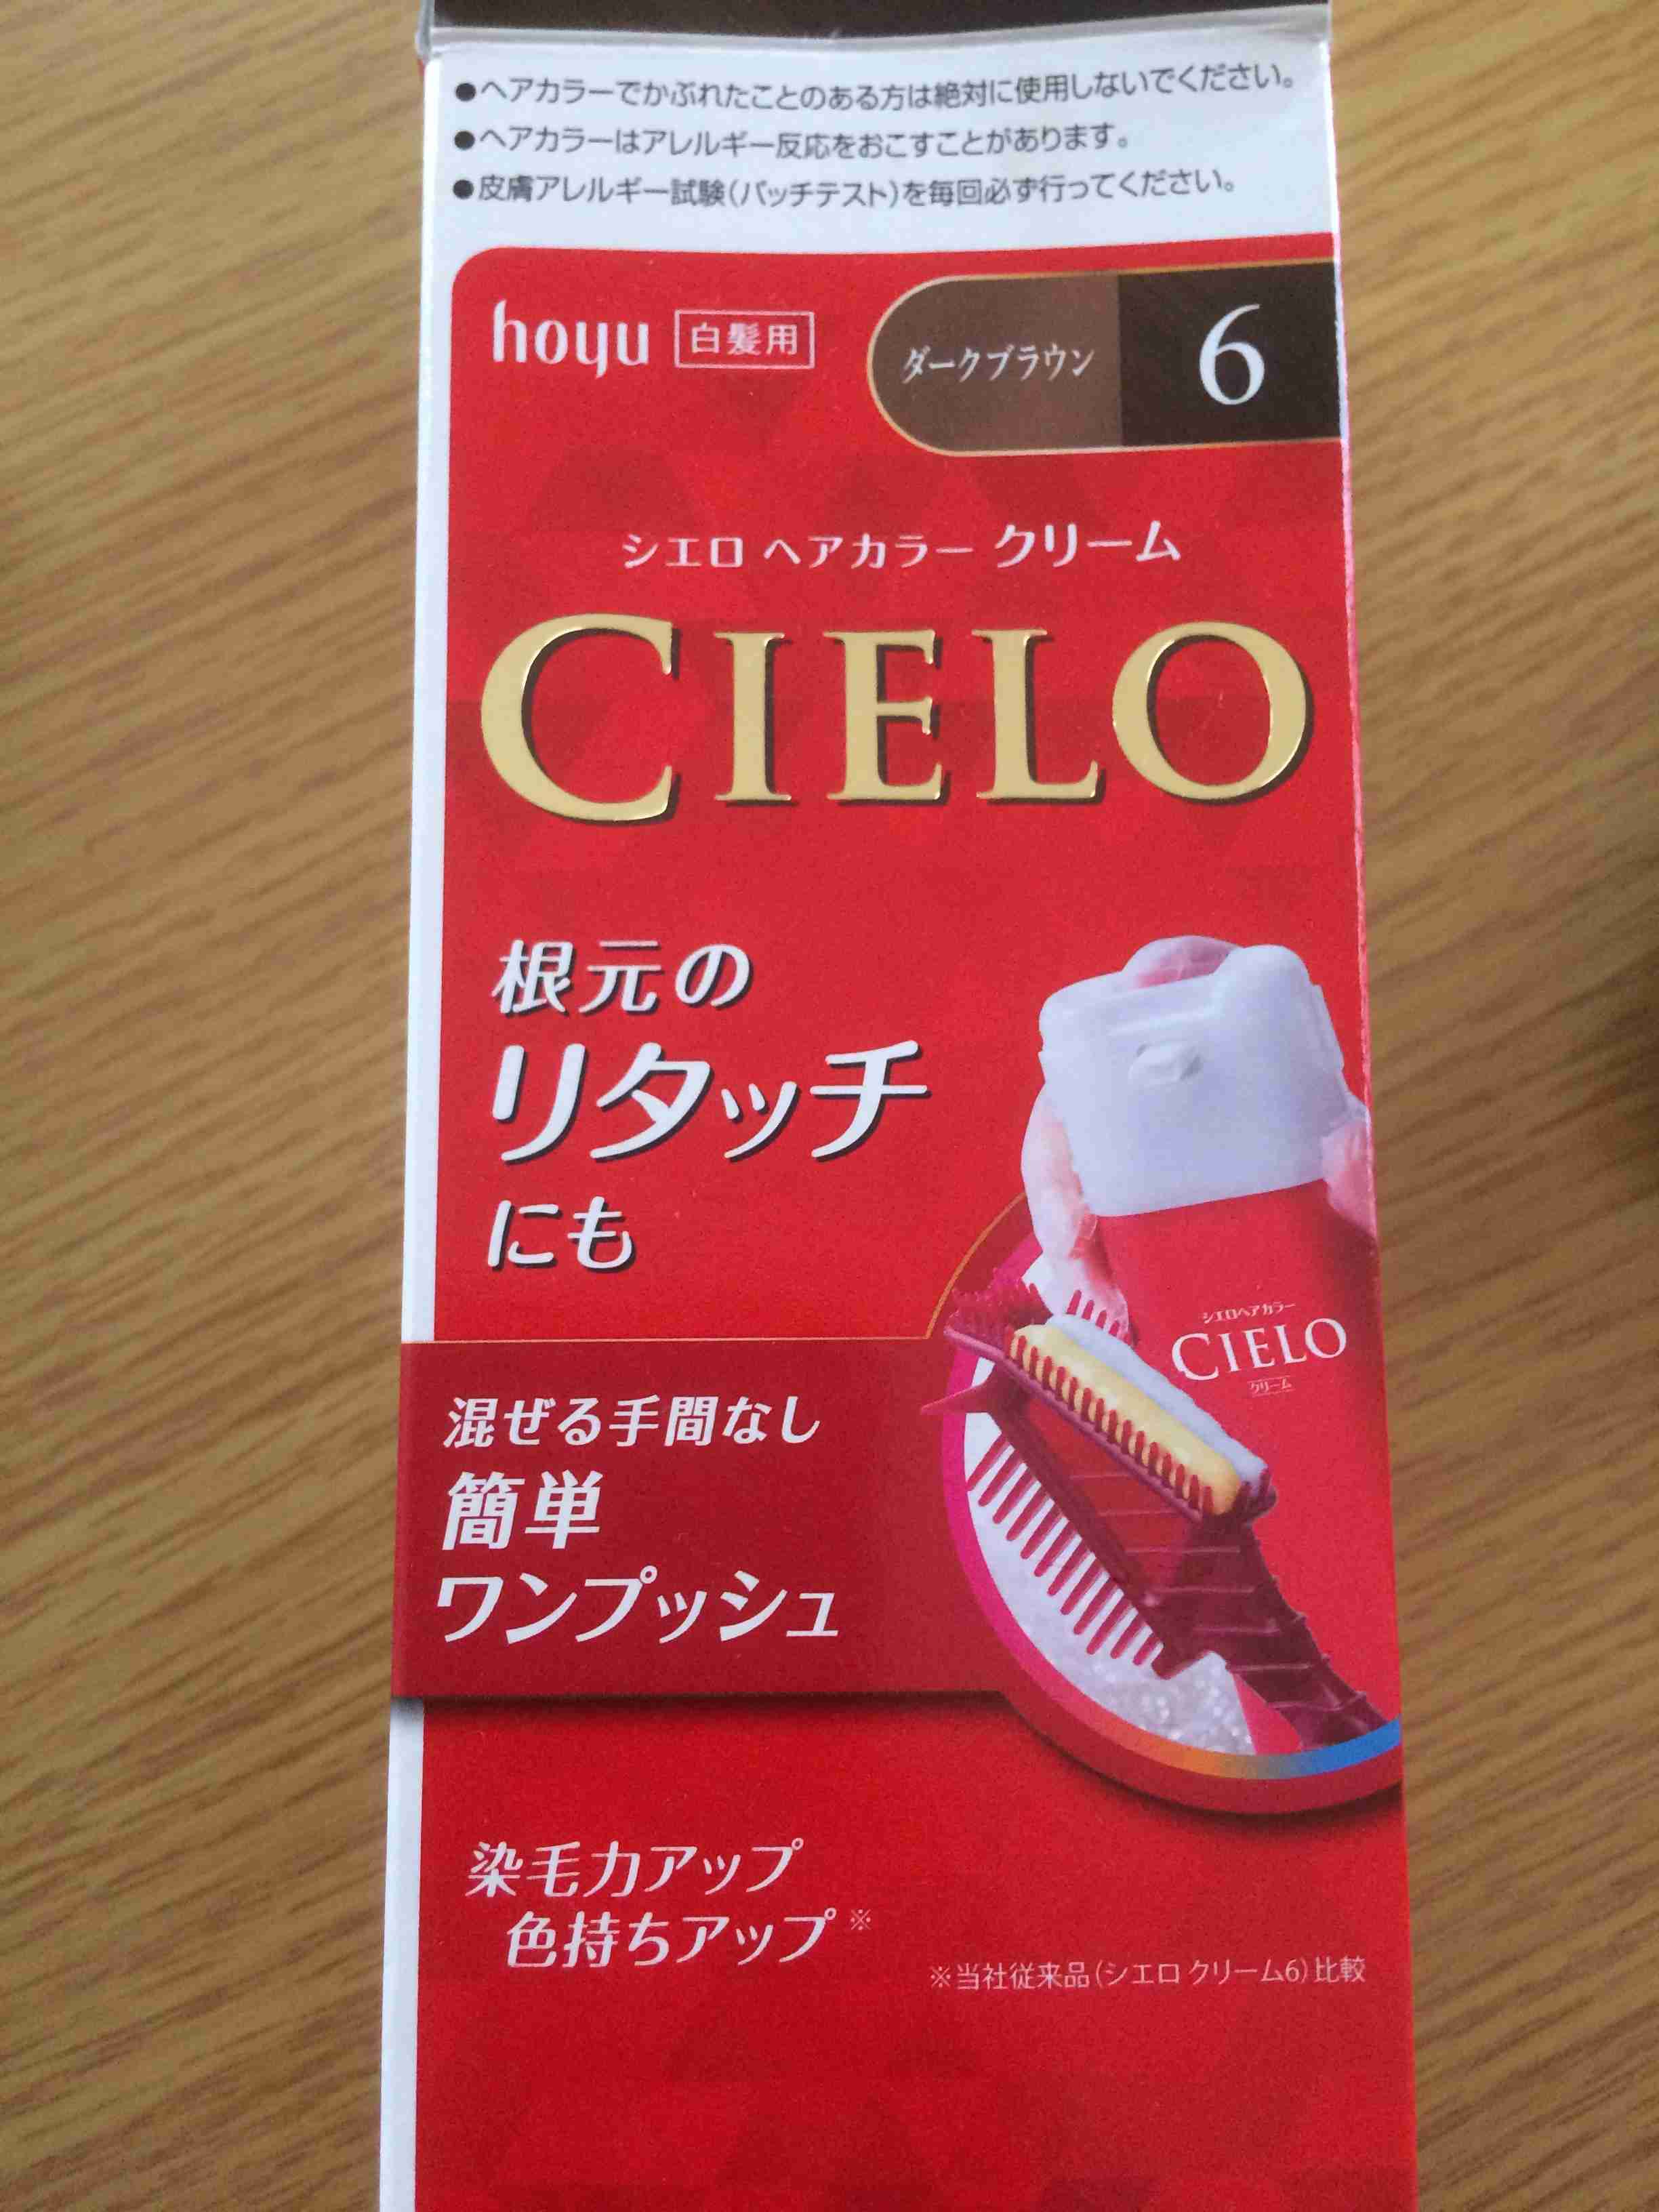 ●ヘアカラーでかぶれたことのある方は絶対に使用しないでください。
●ヘアカラーはアレルギー反応をおこすことがあります。
●皮膚アレルギー試験(パッチテスト)を毎回必ず行ってください。
hoyu 白髪用
ダークブラウン 6
シエロ ヘアカラー クリーム
CIELO
根元の
リタッチ
にも
シエロヘアカラー
CIELO
クリーム
混ぜる手間なし
簡単
ワンプッシュ
染毛力アップ
色持ちアップ※
※当社従来品(シエロ クリーム6)比較